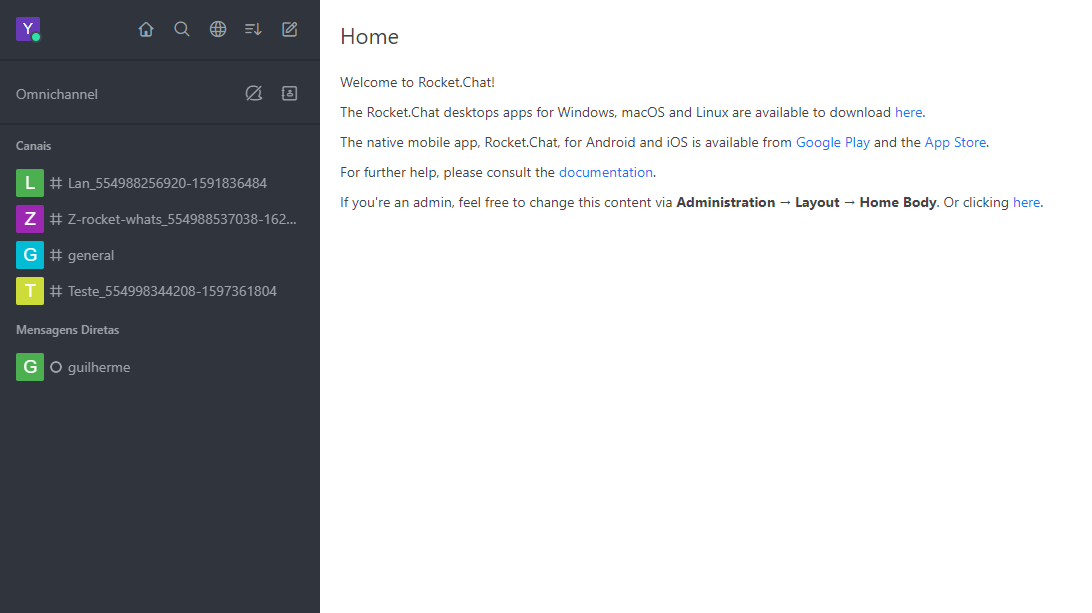 Y
Omnichannel
Canais
L Lan_554988256920-1591836484
Z Z-rocket-whats_554988537038-162...
G general
T Teste_554998344208-1597361804
Mensagens Diretas
G guilherme
Home
Welcome to Rocket.Chat!
The Rocket.Chat desktops apps for Windows, macOS and Linux are available to download here.
The native mobile app, Rocket.Chat, for Android and iOS is available from Google Play and the App Store.
For further help, please consult the documentation.
If you're an admin, feel free to change this content via Administration → Layout → Home Body. Or clicking here.